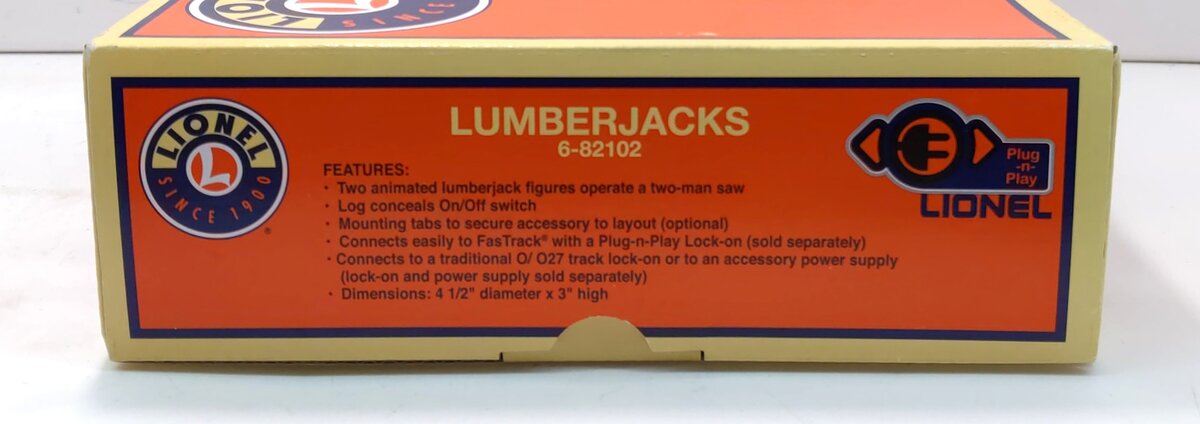 LIONEL
SINCE
LIONEL
SINCE 1900
®
LUMBERJACKS
6-82102
FEATURES:
· Two animated lumberjack figures operate a two-man saw
· Log conceals On/Off switch
· Mounting tabs to secure accessory to layout (optional)
· Connects easily to FasTrack® with a Plug-n-Play Lock-on (sold separately)
· Connects to a traditional O/ O27 track lock-on or to an accessory power supply
(lock-on and power supply sold separately)
· Dimensions: 4 1/2" diameter x 3" high
Plug
-n-
Play
LIONEL